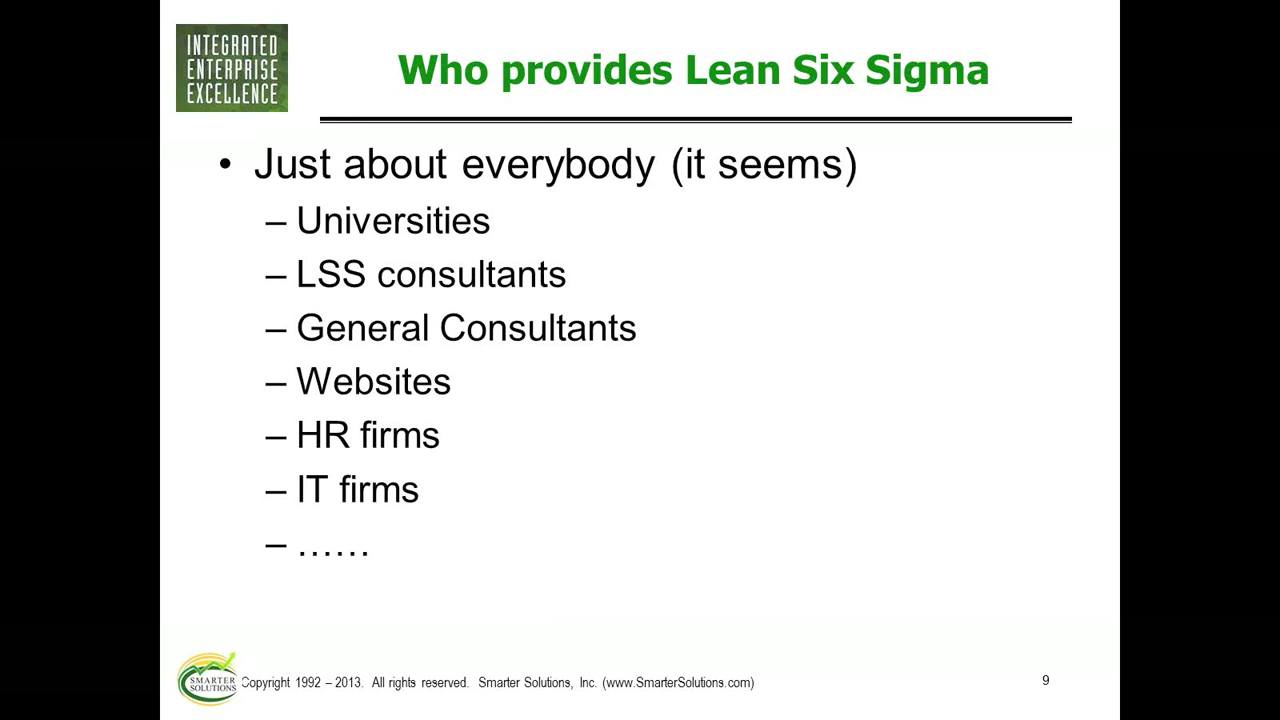 INTEGRATED
ENTERPRISE
EXCELLENCE
Who provides Lean Six Sigma
• Just about everybody (it seems)
– Universities
– LSS consultants
– General Consultants
– Websites
– HR firms
– IT firms
– ……
SMARTER
SOLUTIONS
Copyright 1992 – 2013. All rights reserved. Smarter Solutions, Inc. (www.SmarterSolutions.com)
9